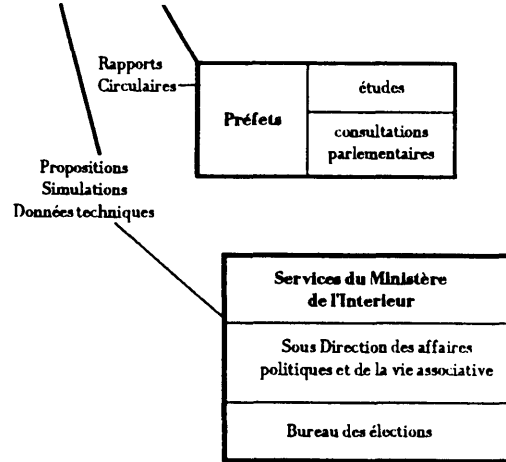 Rapports
Circulaires
Préfets
études
consultations
parlementaires
Propositions
Simulations
Données techniques
Services du Ministère
de l'Interieur
Sous Direction des affaires
politiques et de la vie associative
Bureau des élections